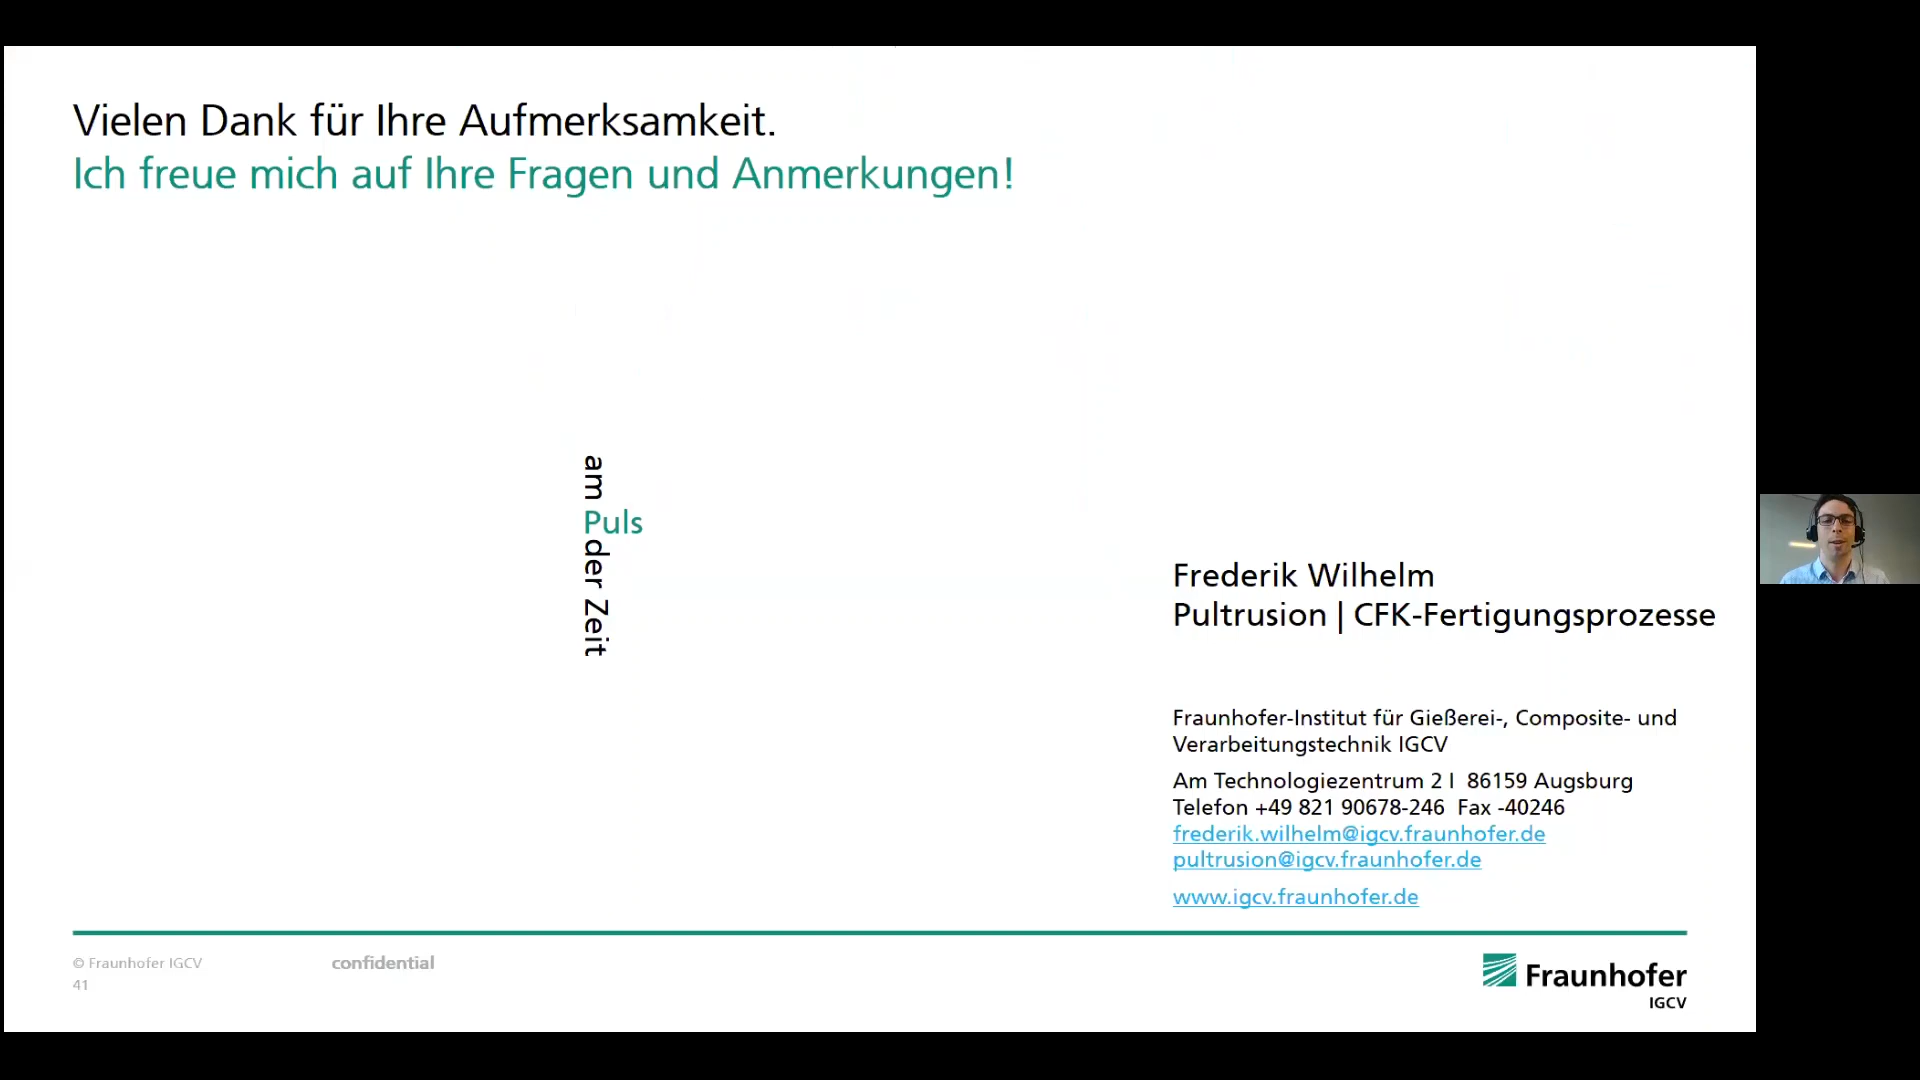 Vielen Dank für Ihre Aufmerksamkeit.
Ich freue mich auf Ihre Fragen und Anmerkungen!
am
Puls
der Zeit
Frederik Wilhelm
Pultrusion | CFK-Fertigungsprozesse
Fraunhofer-Institut für Gießerei-, Composite- und
Verarbeitungstechnik IGCV
Am Technologiezentrum 2 I 86159 Augsburg
Telefon +49 821 90678-246 Fax -40246
frederik.wilhelm@igcv.fraunhofer.de
pultrusion@igcv.fraunhofer.de
www.igcv.fraunhofer.de
© Fraunhofer IGCV
confidential
41
Fraunhofer
IGCV